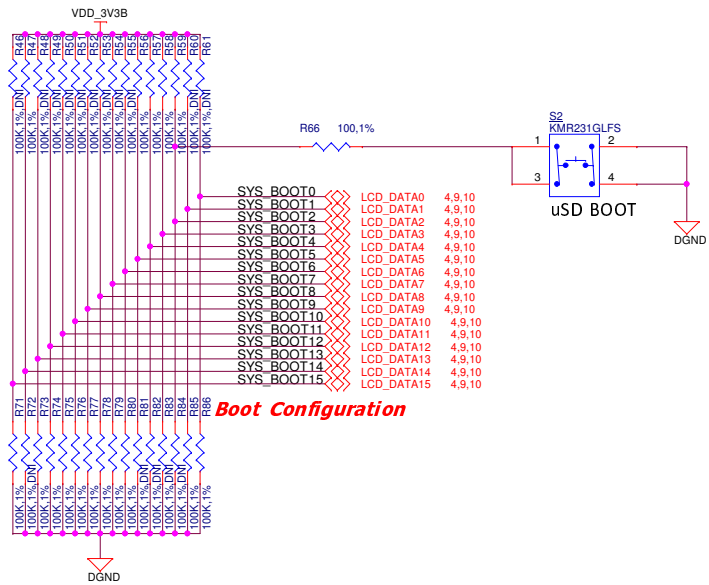 VDD_3V3B
R46
R47
R48
R49
R50
R51
R52
R53
R54
R55
R56
R57
R58
R59
R60
R61
100K,1%,DNI
100K,1%
100K,1%,DNI
100K,1%,DNI
100K,1%,DNI
100K,1%,DNI
100K,1%,DNI
100K,1%,DNI
100K,1%,DNI
100K,1%,DNI
100K,1%
100K,1%
100K,1%
100K,1%
100K,1%,DNI
100K,1%,DNI
R66 100,1%
S2
KMR231GLFS
1 2
3 4
uSD BOOT
DGND
SYS_BOOT0 LCD_DATA0 4,9,10
SYS_BOOT1 LCD_DATA1 4,9,10
SYS_BOOT2 LCD_DATA2 4,9,10
SYS_BOOT3 LCD_DATA3 4,9,10
SYS_BOOT4 LCD_DATA4 4,9,10
SYS_BOOT5 LCD_DATA5 4,9,10
SYS_BOOT6 LCD_DATA6 4,9,10
SYS_BOOT7 LCD_DATA7 4,9,10
SYS_BOOT8 LCD_DATA8 4,9,10
SYS_BOOT9 LCD_DATA9 4,9,10
SYS_BOOT10 LCD_DATA10 4,9,10
SYS_BOOT11 LCD_DATA11 4,9,10
SYS_BOOT12 LCD_DATA12 4,9,10
SYS_BOOT13 LCD_DATA13 4,9,10
SYS_BOOT14 LCD_DATA14 4,9,10
SYS_BOOT15 LCD_DATA15 4,9,10
Boot Configuration
R71
R72
R73
R74
R75
R76
R77
R78
R79
R80
R81
R82
R83
R84
R85
R86
100K,1%
100K,1%,DNI
100K,1%
100K,1%
100K,1%
100K,1%
100K,1%
100K,1%
100K,1%
100K,1%
100K,1%,DNI
100K,1%,DNI
100K,1%,DNI
100K,1%,DNI
100K,1%
100K,1%
DGND